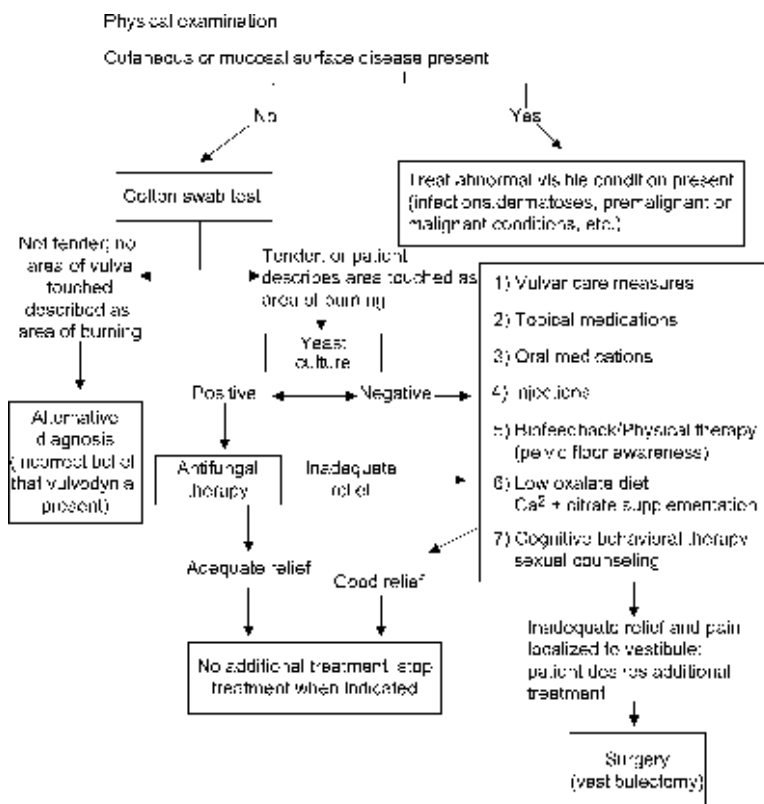 Physical examination
Cutaneous or mucosal surface disease present
No
Yes
Cotton swab test
Treat abnormal visible condition present
(infections,dermatoses, premalignant or
malignant conditions, etc.)
Not tender; no
area of vulva
touched
described as
area of burning
Tender, or patient
describes area touched as
area of burning
Yeast
culture
Positive
Negative
Alternative
diagnosis
(incorrect belief
that vulvodynia
present)
Antifungal
therapy
Inadequate
relief
1) Vulvar care measures
2) Topical medications
3) Oral medications
4) Injections
5) Biofeedback/Physical therapy
(pelvic floor awareness)
6) Low oxalate diet
Ca2 + citrate supplementation
7) Cognitive behavioral therapy
sexual counseling
Adequate relief
Good relief
No additional treatment, stop
treatment when indicated
Inadequate relief and pain
localized to vestibule:
patient desires additional
treatment
Surgery
(vestibulectomy)